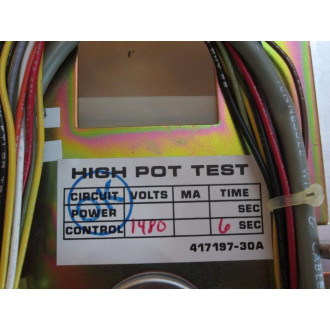 HIGH POT TEST
CIRCUIT VOLTS MA TIME
POWER SEC
CONTROL 1480 6 SEC
417197-30A